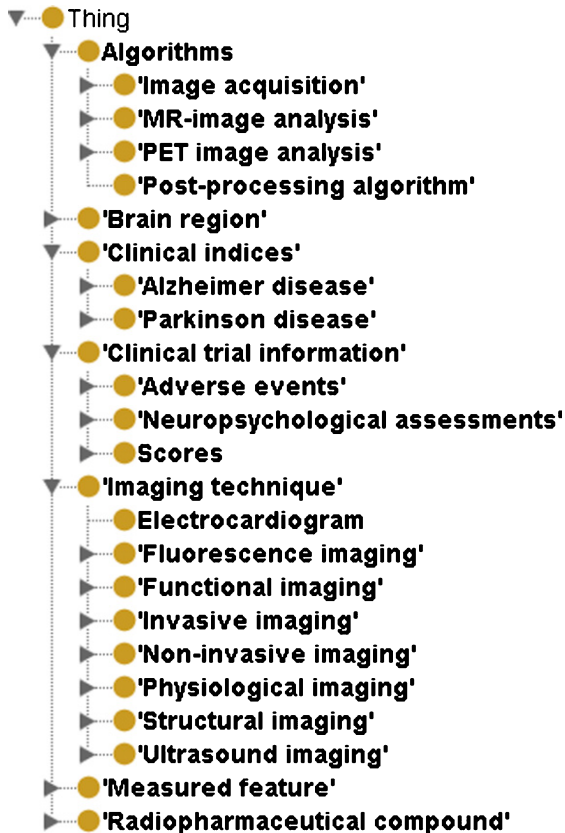 Thing
Algorithms
'Image acquisition'
'MR-image analysis'
'PET image analysis'
'Post-processing algorithm'
'Brain region'
'Clinical indices'
'Alzheimer disease'
'Parkinson disease'
'Clinical trial information'
'Adverse events'
'Neuropsychological assessments'
Scores
'Imaging technique'
Electrocardiogram
'Fluorescence imaging'
'Functional imaging'
'Invasive imaging'
'Non-invasive imaging'
'Physiological imaging'
'Structural imaging'
'Ultrasound imaging'
'Measured feature'
'Radiopharmaceutical compound'